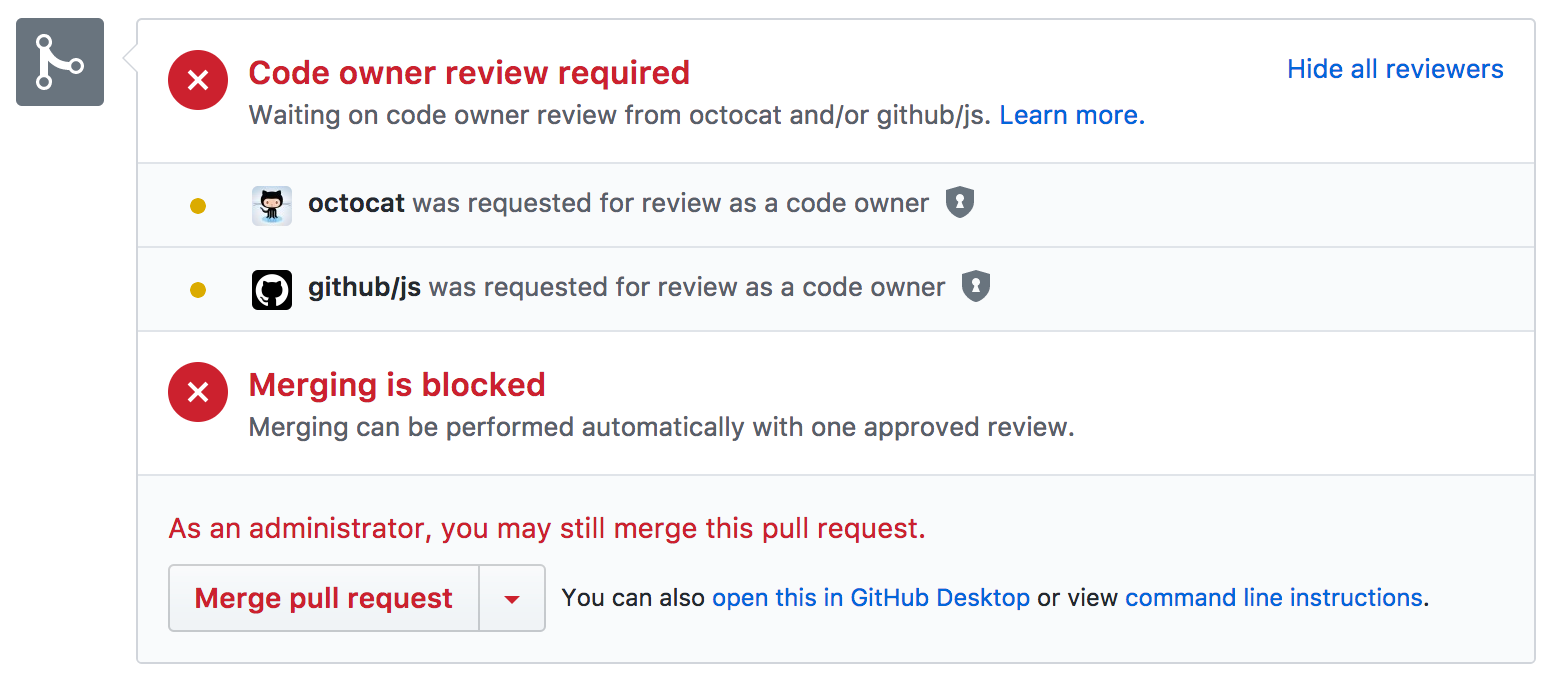 Code owner review required
Hide all reviewers
Waiting on code owner review from octocat and/or github/js. Learn more.
octocat was requested for review as a code owner
github/js was requested for review as a code owner
Merging is blocked
Merging can be performed automatically with one approved review.
As an administrator, you may still merge this pull request.
Merge pull request
You can also open this in GitHub Desktop or view command line instructions.